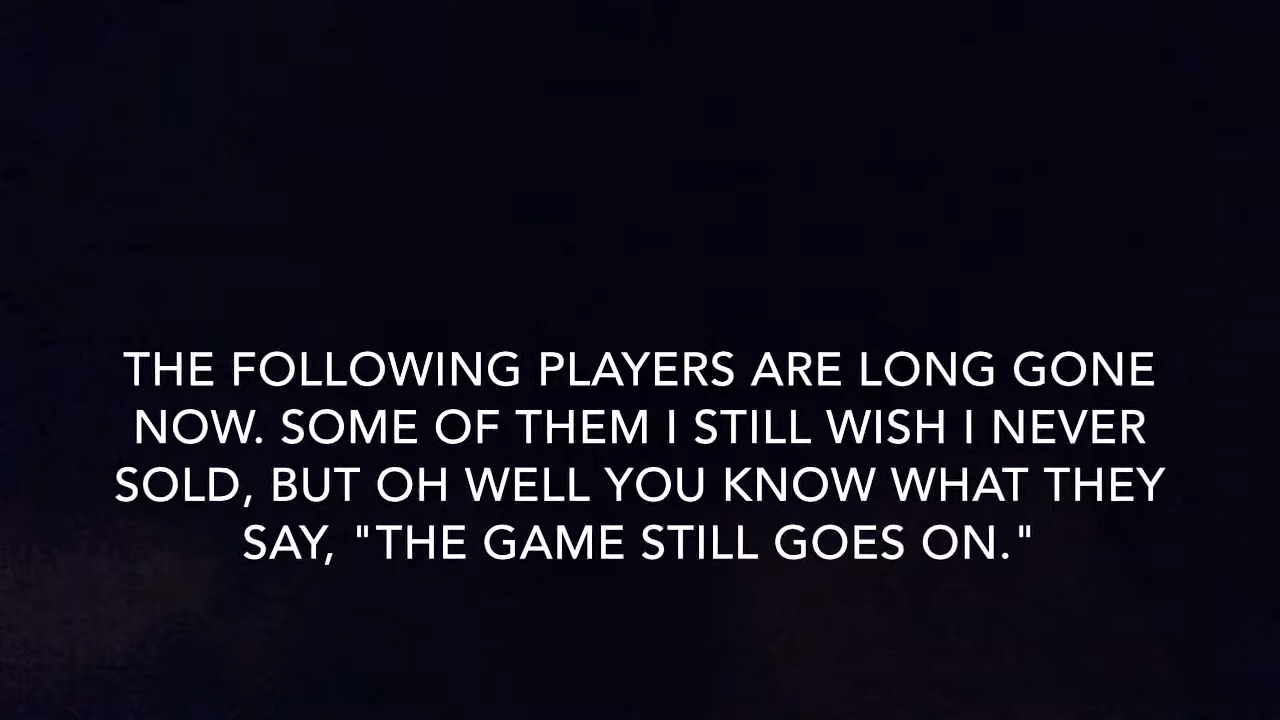 THE FOLLOWING PLAYERS ARE LONG GONE
NOW. SOME OF THEM I STILL WISH I NEVER
SOLD, BUT OH WELL YOU KNOW WHAT THEY
SAY, "THE GAME STILL GOES ON."